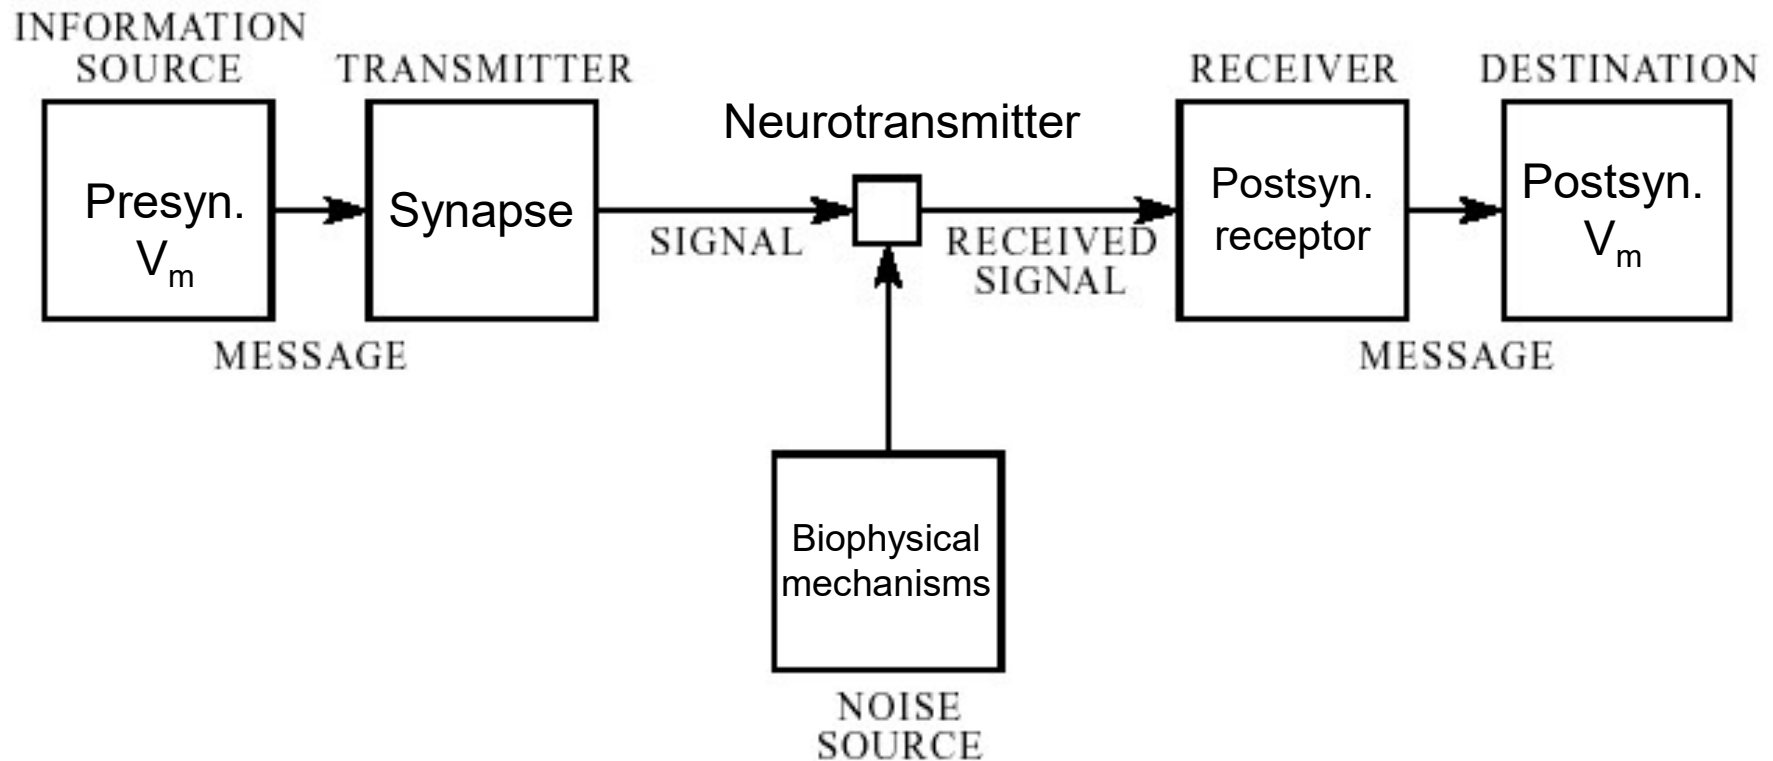 INFORMATION
SOURCE
TRANSMITTER
RECEIVER
DESTINATION
Neurotransmitter
Presyn.
Vm
Synapse
Postsyn.
receptor
Postsyn.
Vm
SIGNAL
RECEIVED
SIGNAL
MESSAGE
MESSAGE
Biophysical
mechanisms
NOISE
SOURCE